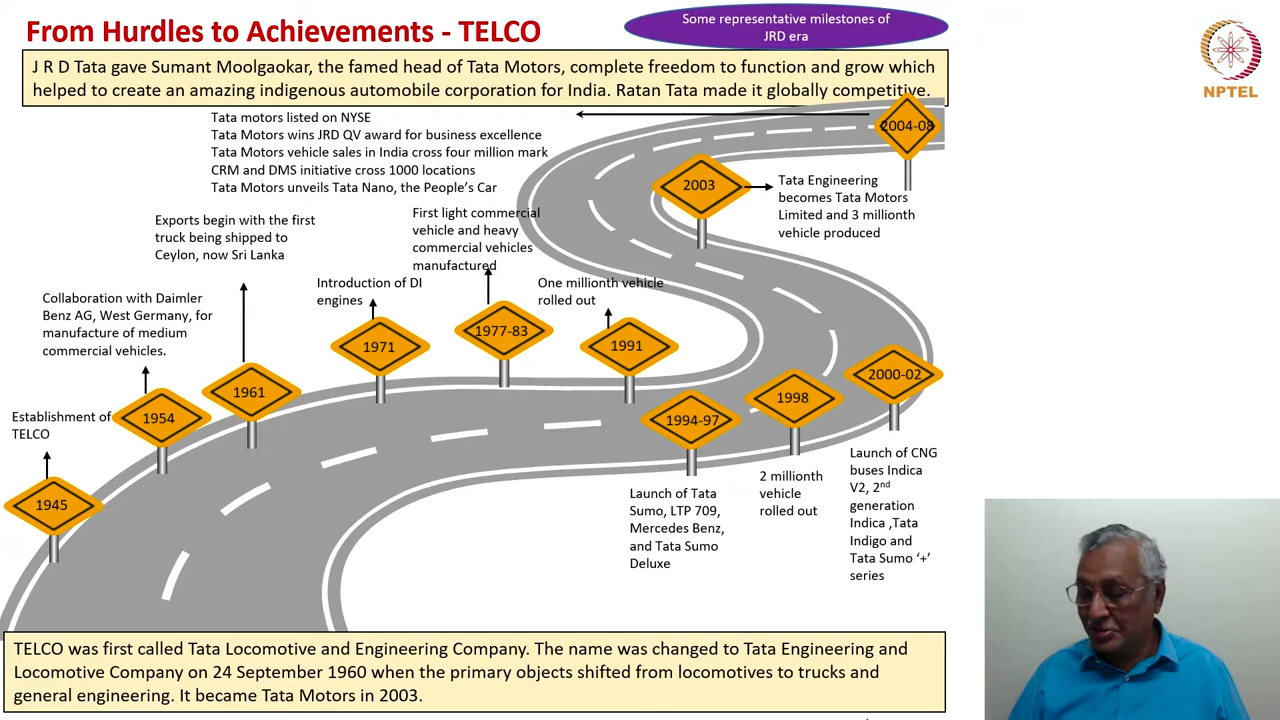 From Hurdles to Achievements - TELCO
Some representative milestones of
JRD era
NPTEL
J R D Tata gave Sumant Moolgaokar, the famed head of Tata Motors, complete freedom to function and grow which
helped to create an amazing indigenous automobile corporation for India. Ratan Tata made it globally competitive.
Tata motors listed on NYSE
Tata Motors wins JRD QV award for business excellence
Tata Motors vehicle sales in India cross four million mark
CRM and DMS initiative cross 1000 locations
Tata Motors unveils Tata Nano, the People's Car
2004-08
2003
Tata Engineering
becomes Tata Motors
Limited and 3 millionth
vehicle produced
Exports begin with the first
truck being shipped to
Ceylon, now Sri Lanka
First light commercial
vehicle and heavy
commercial vehicles
manufactured
Introduction of DI
engines
One millionth vehicle
rolled out
Collaboration with Daimler
Benz AG, West Germany, for
manufacture of medium
commercial vehicles.
Establishment of
TELCO
1945
1954
1961
1971
1977-83
1991
1994-97
1998
2000-02
Launch of Tata
Sumo, LTP 709,
Mercedes Benz,
and Tata Sumo
Deluxe
2 millionth
vehicle
rolled out
Launch of CNG
buses Indica
V2, 2nd
generation
Indica ,Tata
Indigo and
Tata Sumo ‘+’
series
TELCO was first called Tata Locomotive and Engineering Company. The name was changed to Tata Engineering and
Locomotive Company on 24 September 1960 when the primary objects shifted from locomotives to trucks and
general engineering. It became Tata Motors in 2003.